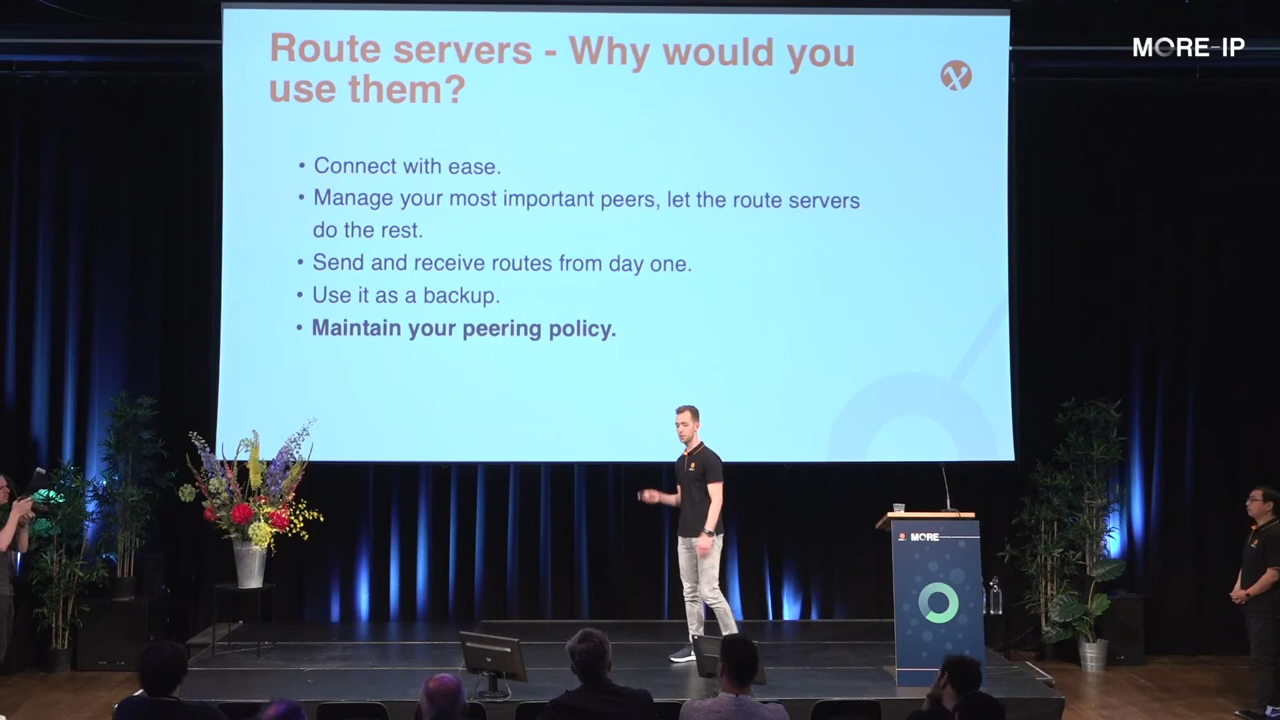 MORE-IP
Route servers - Why would you
use them?
• Connect with ease.
• Manage your most important peers, let the route servers
do the rest.
• Send and receive routes from day one.
• Use it as a backup.
• Maintain your peering policy.
MORE